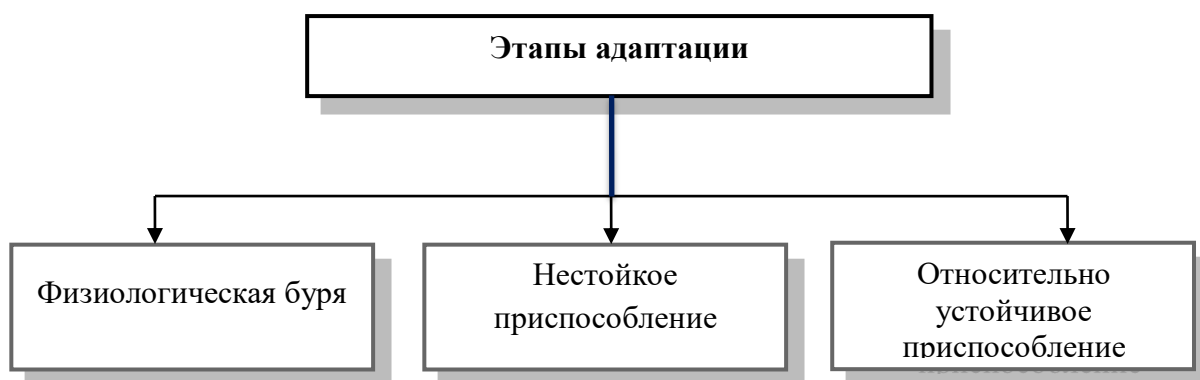 Этапы адаптации
Физиологическая буря
Нестойкое
приспособление
Относительно
устойчивое
приспособление